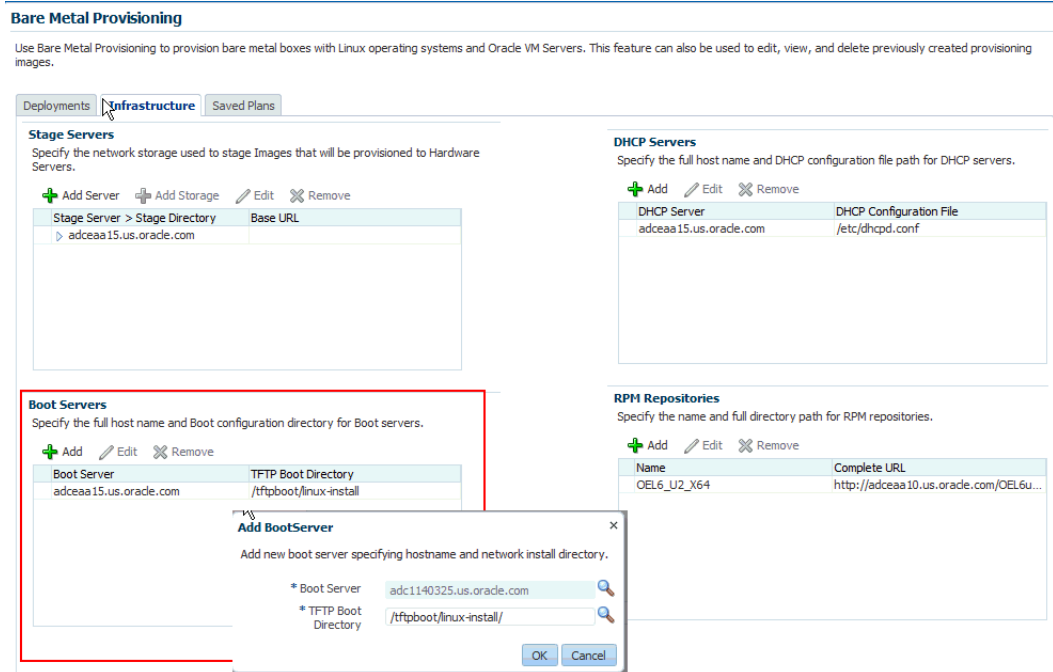 Bare Metal Provisioning
Use Bare Metal Provisioning to provision bare metal boxes with Linux operating systems and Oracle VM Servers. This feature can also be used to edit, view, and delete previously created provisioning
images.
Deployments Infrastructure Saved Plans
Stage Servers
Specify the network storage used to stage Images that will be provisioned to Hardware
Servers.
Add Server Add Storage Edit Remove
Stage Server > Stage Directory Base URL
adceaa15.us.oracle.com
DHCP Servers
Specify the full host name and DHCP configuration file path for DHCP servers.
Add Edit Remove
DHCP Server DHCP Configuration File
adceaa15.us.oracle.com /etc/dhcpd.conf
Boot Servers
Specify the full host name and Boot configuration directory for Boot servers.
Add Edit Remove
Boot Server TFTP Boot Directory
adceaa15.us.oracle.com /tftpboot/linux-install
RPM Repositories
Specify the name and full directory path for RPM repositories.
Add Edit Remove
Name Complete URL
OEL6_U2_X64 http://adceaa10.us.oracle.com/OEL6u...
Add BootServer ×
Add new boot server specifying hostname and network install directory.
* Boot Server adc1140325.us.oracle.com
* TFTP Boot
Directory /tftpboot/linux-install/
OK Cancel